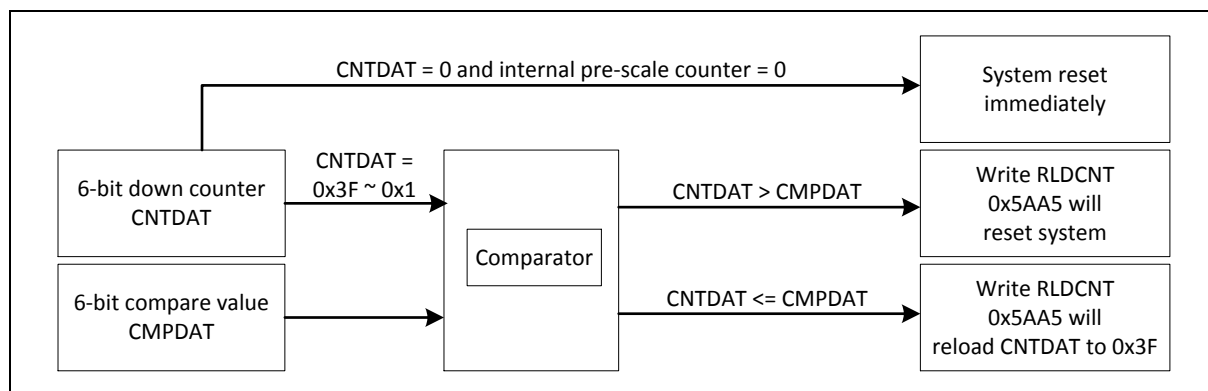 CNTDAT = 0 and internal pre-scale counter = 0
System reset
immediately
6-bit down counter
CNTDAT
CNTDAT =
0x3F ~ 0x1
Comparator
CNTDAT > CMPDAT
Write RLDCNT
0x5AA5 will
reset system
6-bit compare value
CMPDAT
CNTDAT <= CMPDAT
Write RLDCNT
0x5AA5 will
reload CNTDAT to 0x3F